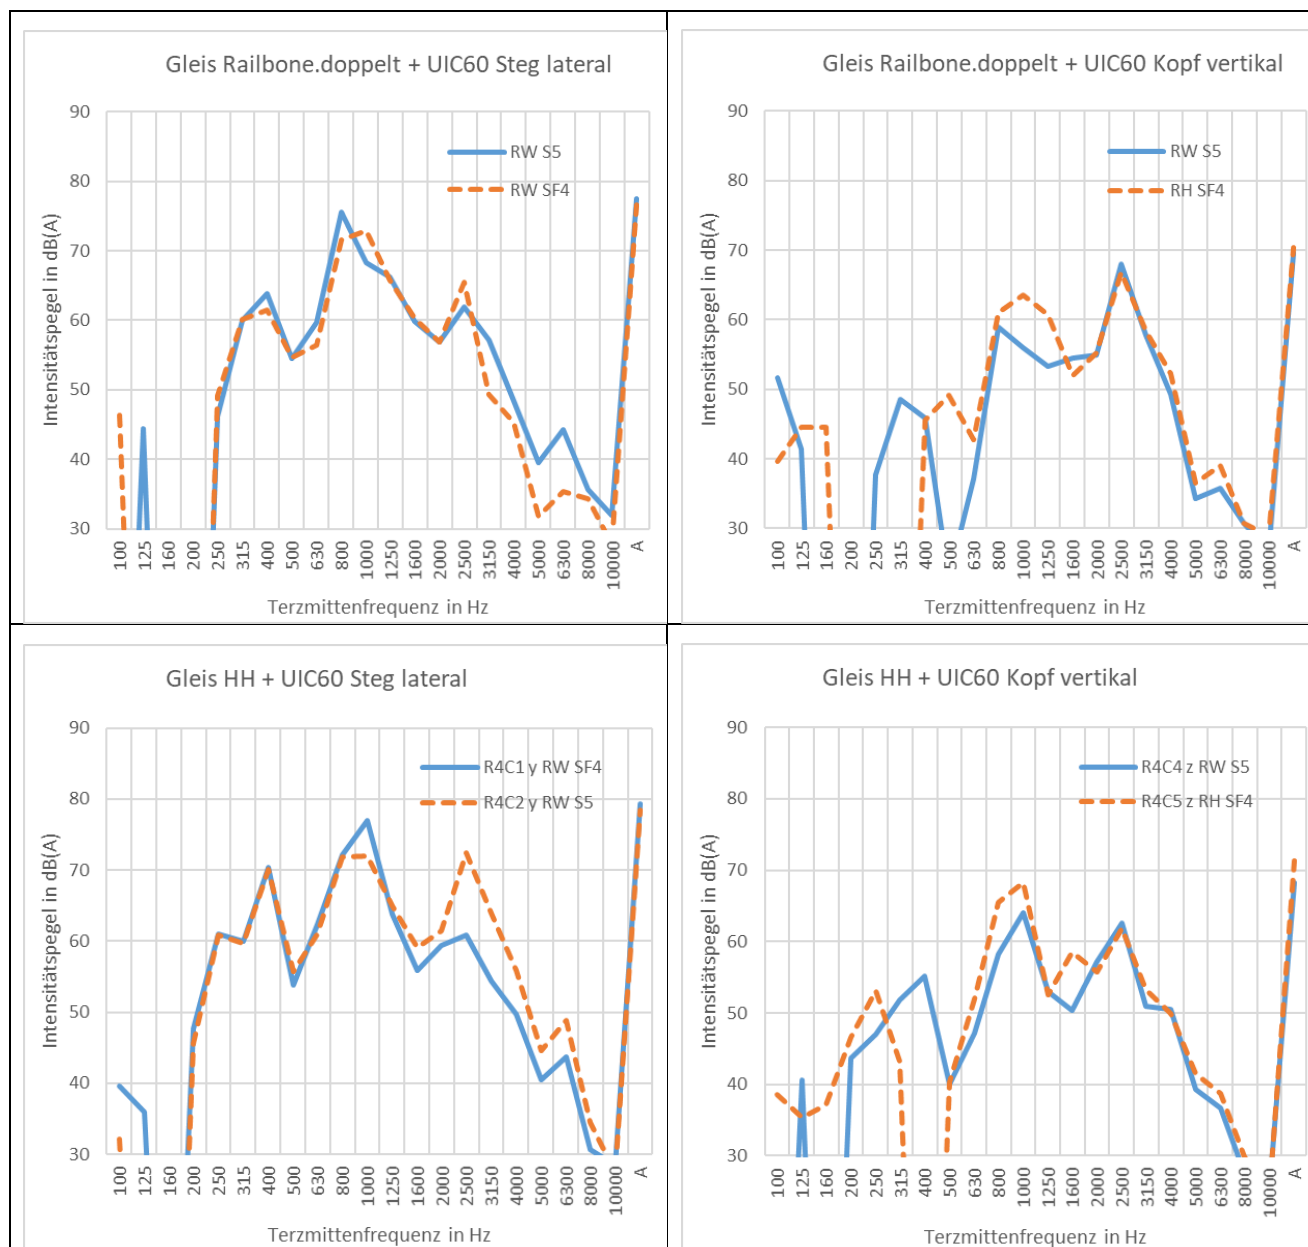 Gleis Railbone.doppelt + UIC60 Steg lateral
RW S5
RW SF4
Intensitätspegel in dB(A)
90
80
70
60
50
40
30
100 125 160 200 250 315 400 500 630 800 1000 1250 1600 2000 2500 3150 4000 5000 6300 8000 10000 A
Terzmittenfrequenz in Hz
Gleis Railbone.doppelt + UIC60 Kopf vertikal
RW S5
RH SF4
Intensitätspegel in dB(A)
90
80
70
60
50
40
30
100 125 160 200 250 315 400 500 630 800 1000 1250 1600 2000 2500 3150 4000 5000 6300 8000 10000 A
Terzmittenfrequenz in Hz
Gleis HH + UIC60 Steg lateral
R4C1 y RW SF4
R4C2 y RW S5
Intensitätspegel in dB(A)
90
80
70
60
50
40
30
100 125 160 200 250 315 400 500 630 800 1000 1250 1600 2000 2500 3150 4000 5000 6300 8000 10000 A
Terzmittenfrequenz in Hz
Gleis HH + UIC60 Kopf vertikal
R4C4 z RW S5
R4C5 z RH SF4
Intensitätspegel in dB(A)
90
80
70
60
50
40
30
100 125 160 200 250 315 400 500 630 800 1000 1250 1600 2000 2500 3150 4000 5000 6300 8000 10000 A
Terzmittenfrequenz in Hz